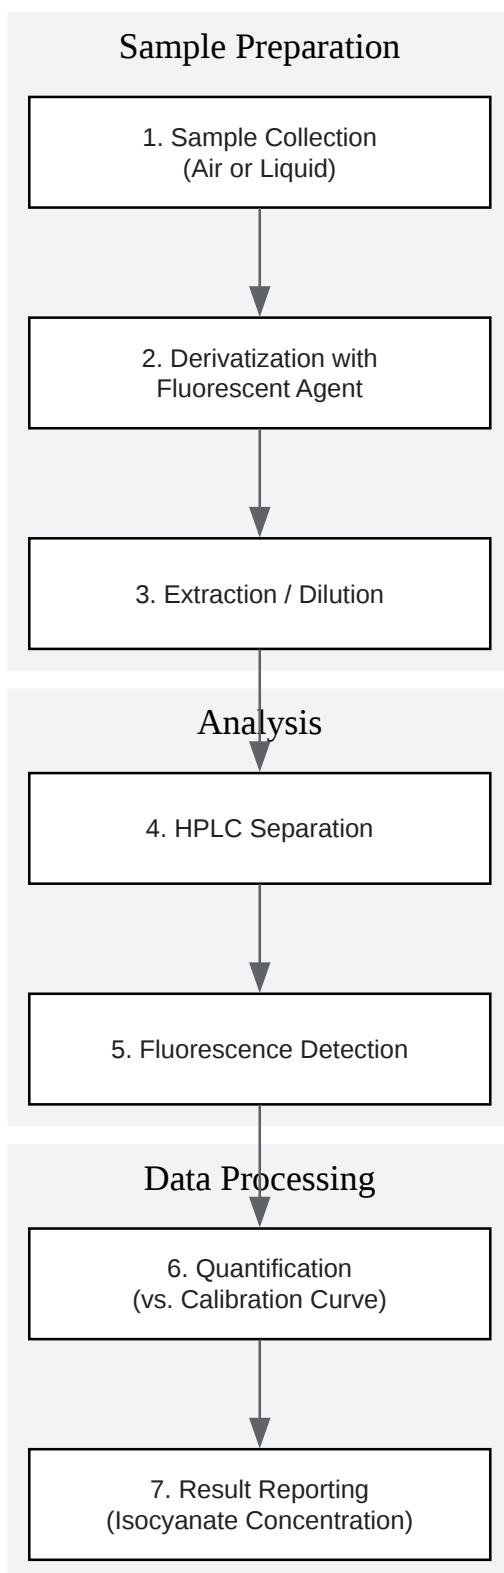 Sample Preparation
1. Sample Collection
(Air or Liquid)
2. Derivatization with
Fluorescent Agent
3. Extraction / Dilution
Analysis
4. HPLC Separation
5. Fluorescence Detection
Data Processing
6. Quantification
(vs. Calibration Curve)
7. Result Reporting
(Isocyanate Concentration)